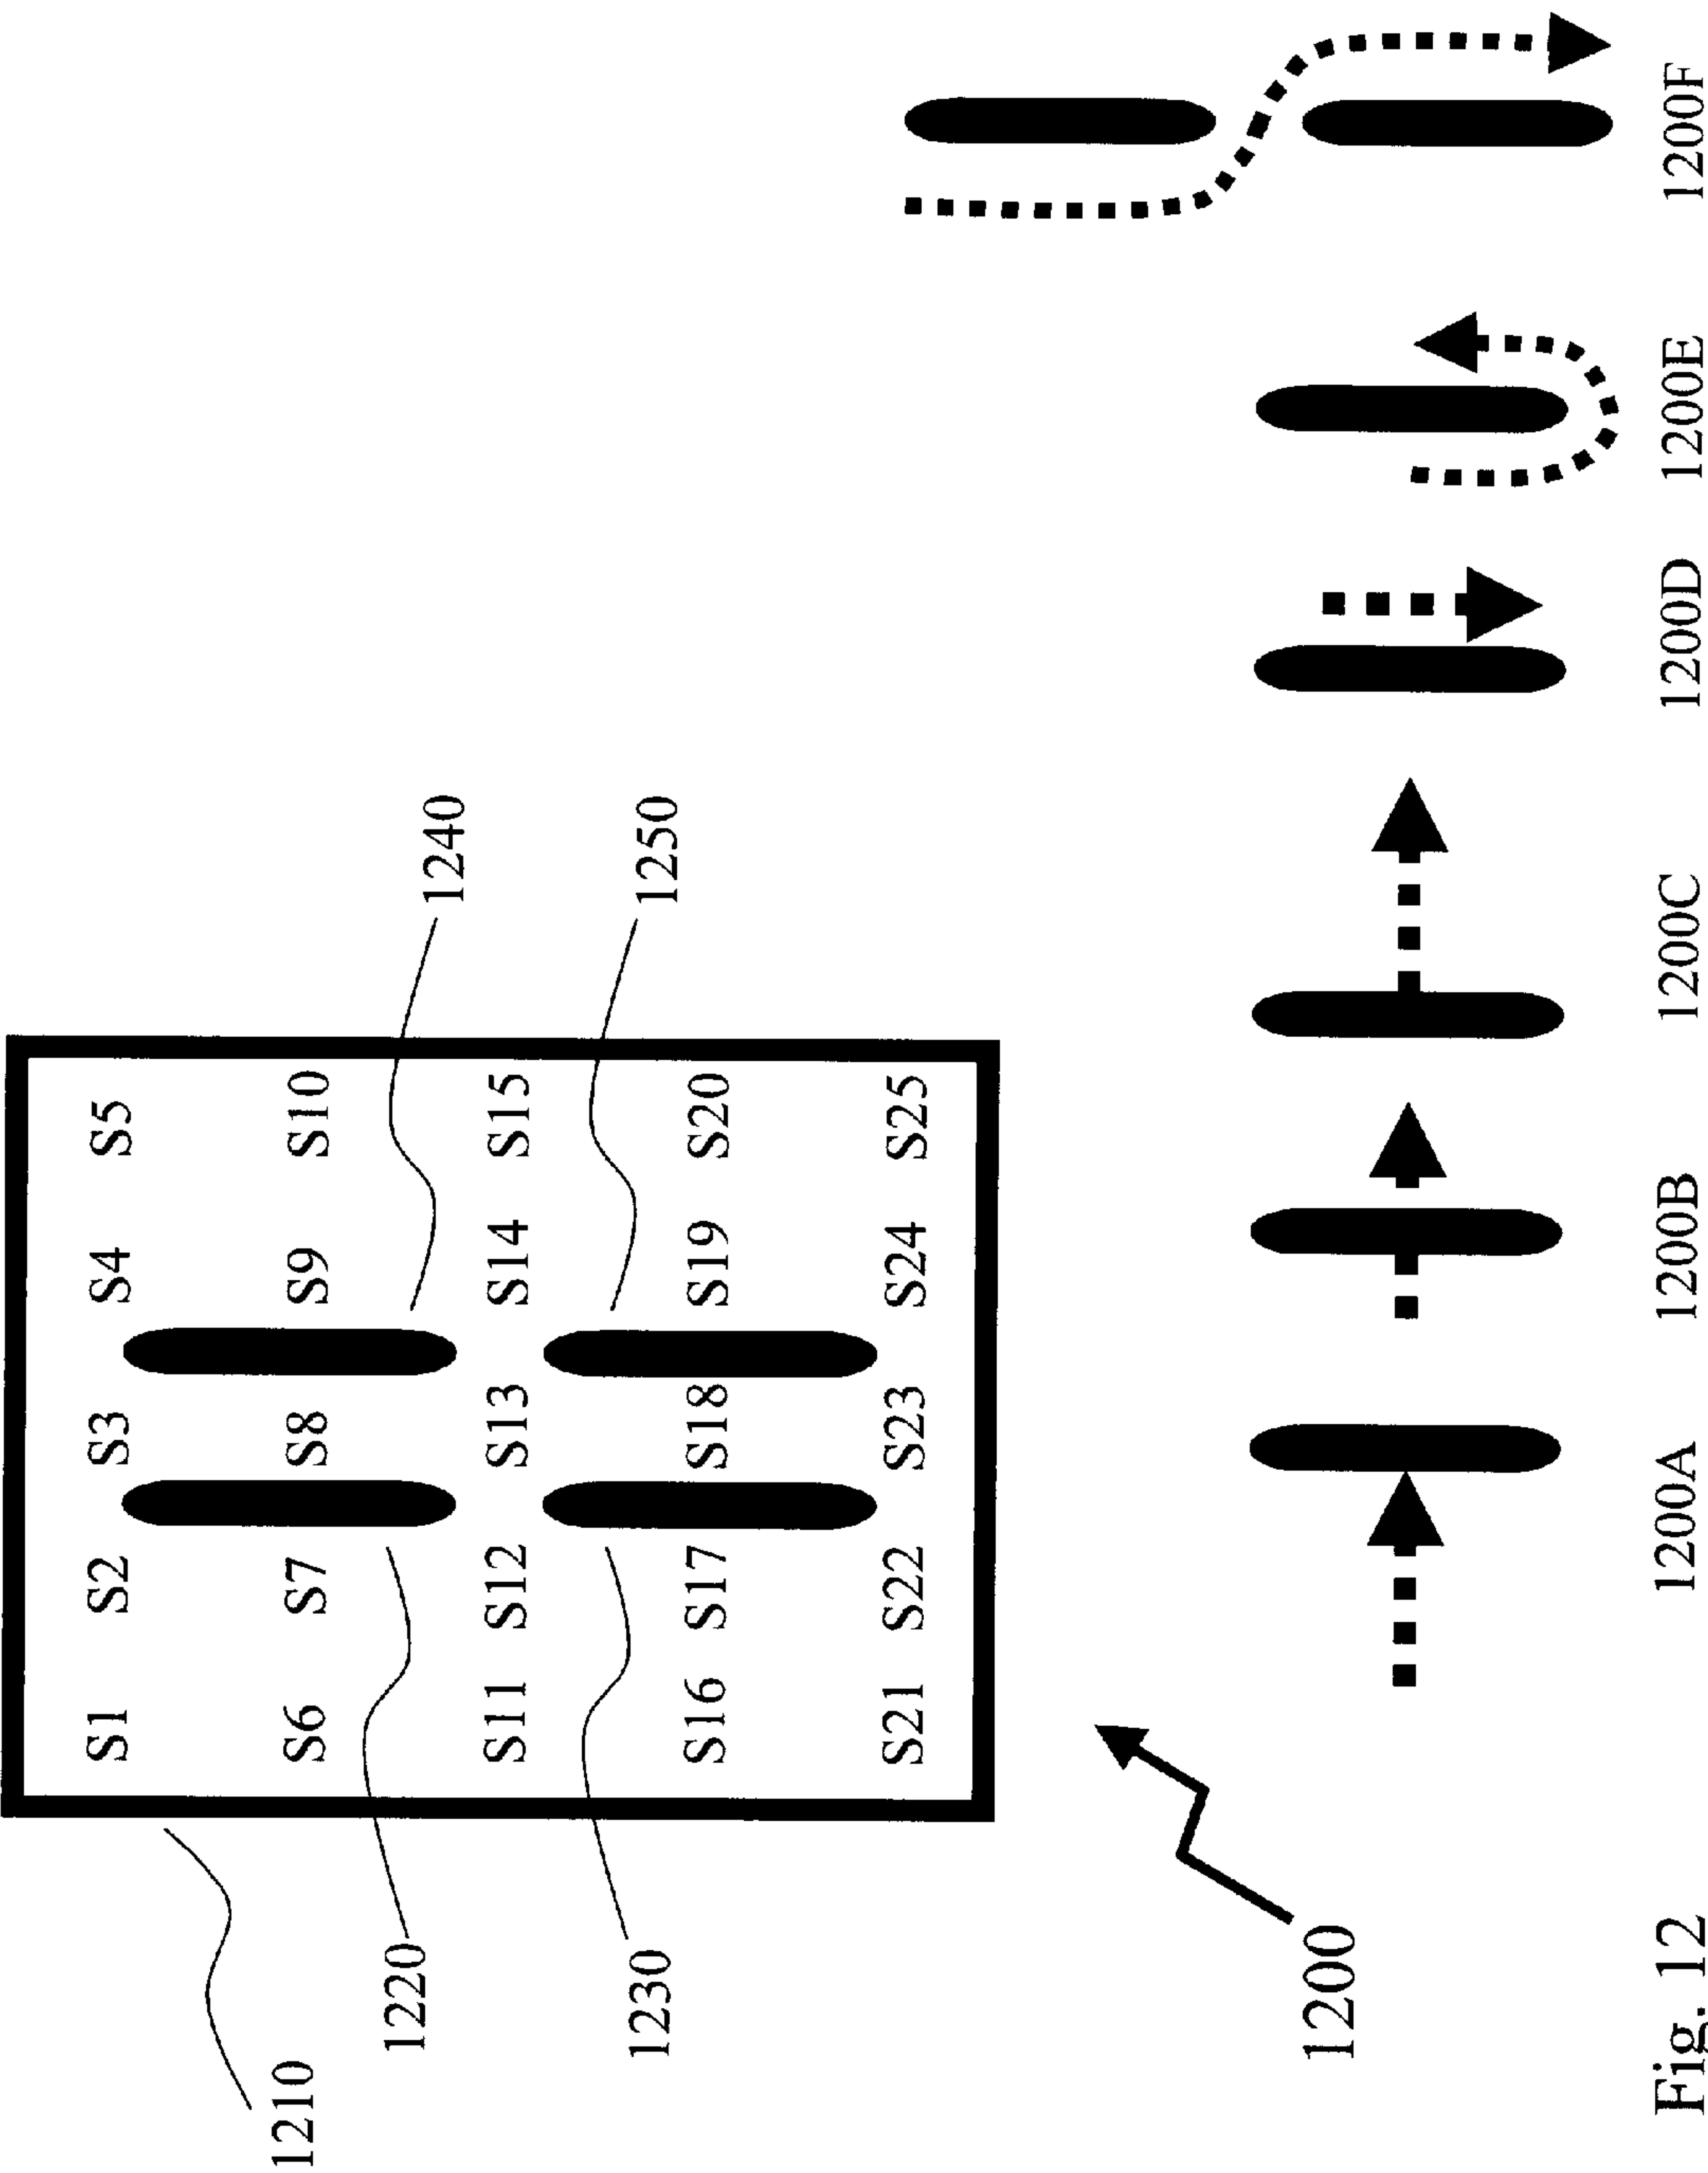 S1 S2 S3 S4 S5
1210
S6 S7 S8 S9 S10
1220
1240
S11 S12 S13 S14 S15
1230
1250
S16 S17 S18 S19 S20
S21 S22 S23 S24 S25
1200
Fig. 12
1200A 1200B 1200C 1200D 1200E 1200F